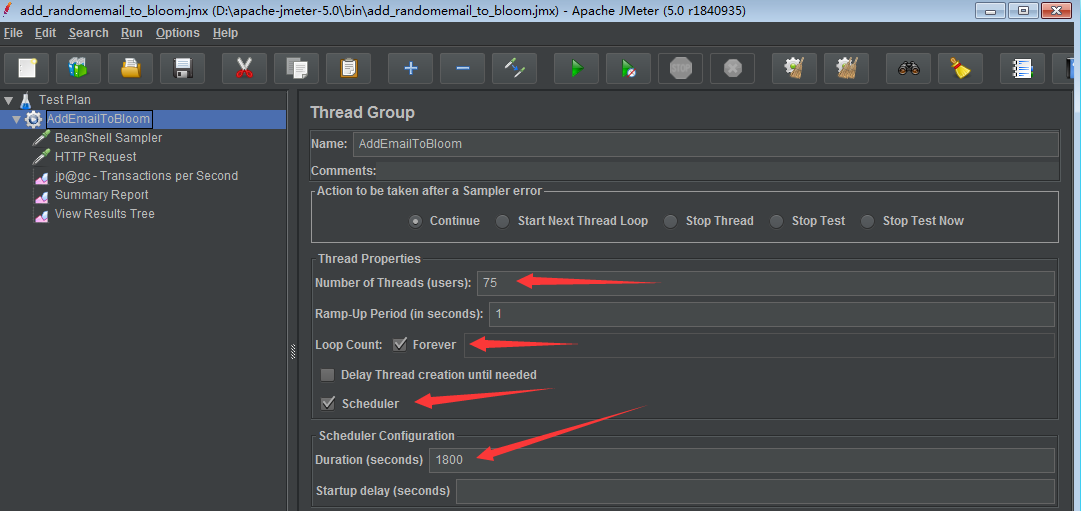 add_randomemail_to_bloom.jmx (D:\apache-jmeter-5.0\bin\add_randomemail_to_bloom.jmx) - Apache JMeter (5.0 r1840935)
File Edit Search Run Options Help
STOP
Test Plan
AddEmailToBloom
BeanShell Sampler
HTTP Request
jp@gc - Transactions per Second
Summary Report
View Results Tree
Thread Group
Name: AddEmailToBloom
Comments:
Action to be taken after a Sampler error
Continue Start Next Thread Loop Stop Thread Stop Test Stop Test Now
Thread Properties
Number of Threads (users): 75
Ramp-Up Period (in seconds): 1
Loop Count: Forever
Delay Thread creation until needed
Scheduler
Scheduler Configuration
Duration (seconds) 1800
Startup delay (seconds)